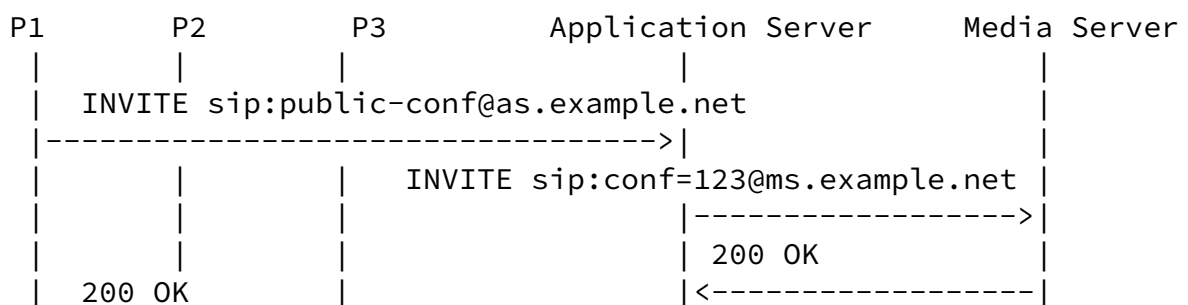 P1        P2        P3          Application Server     Media Server
 |        |         |                   |                    |
 |  INVITE sip:public-conf@as.example.net                    |
 |---------------------------------->|                    |
 |        |         |   INVITE sip:conf=123@ms.example.net |
 |        |         |                   |------------------>|
 |        |         |                   | 200 OK             |
 |  200 OK          |                   |<------------------|